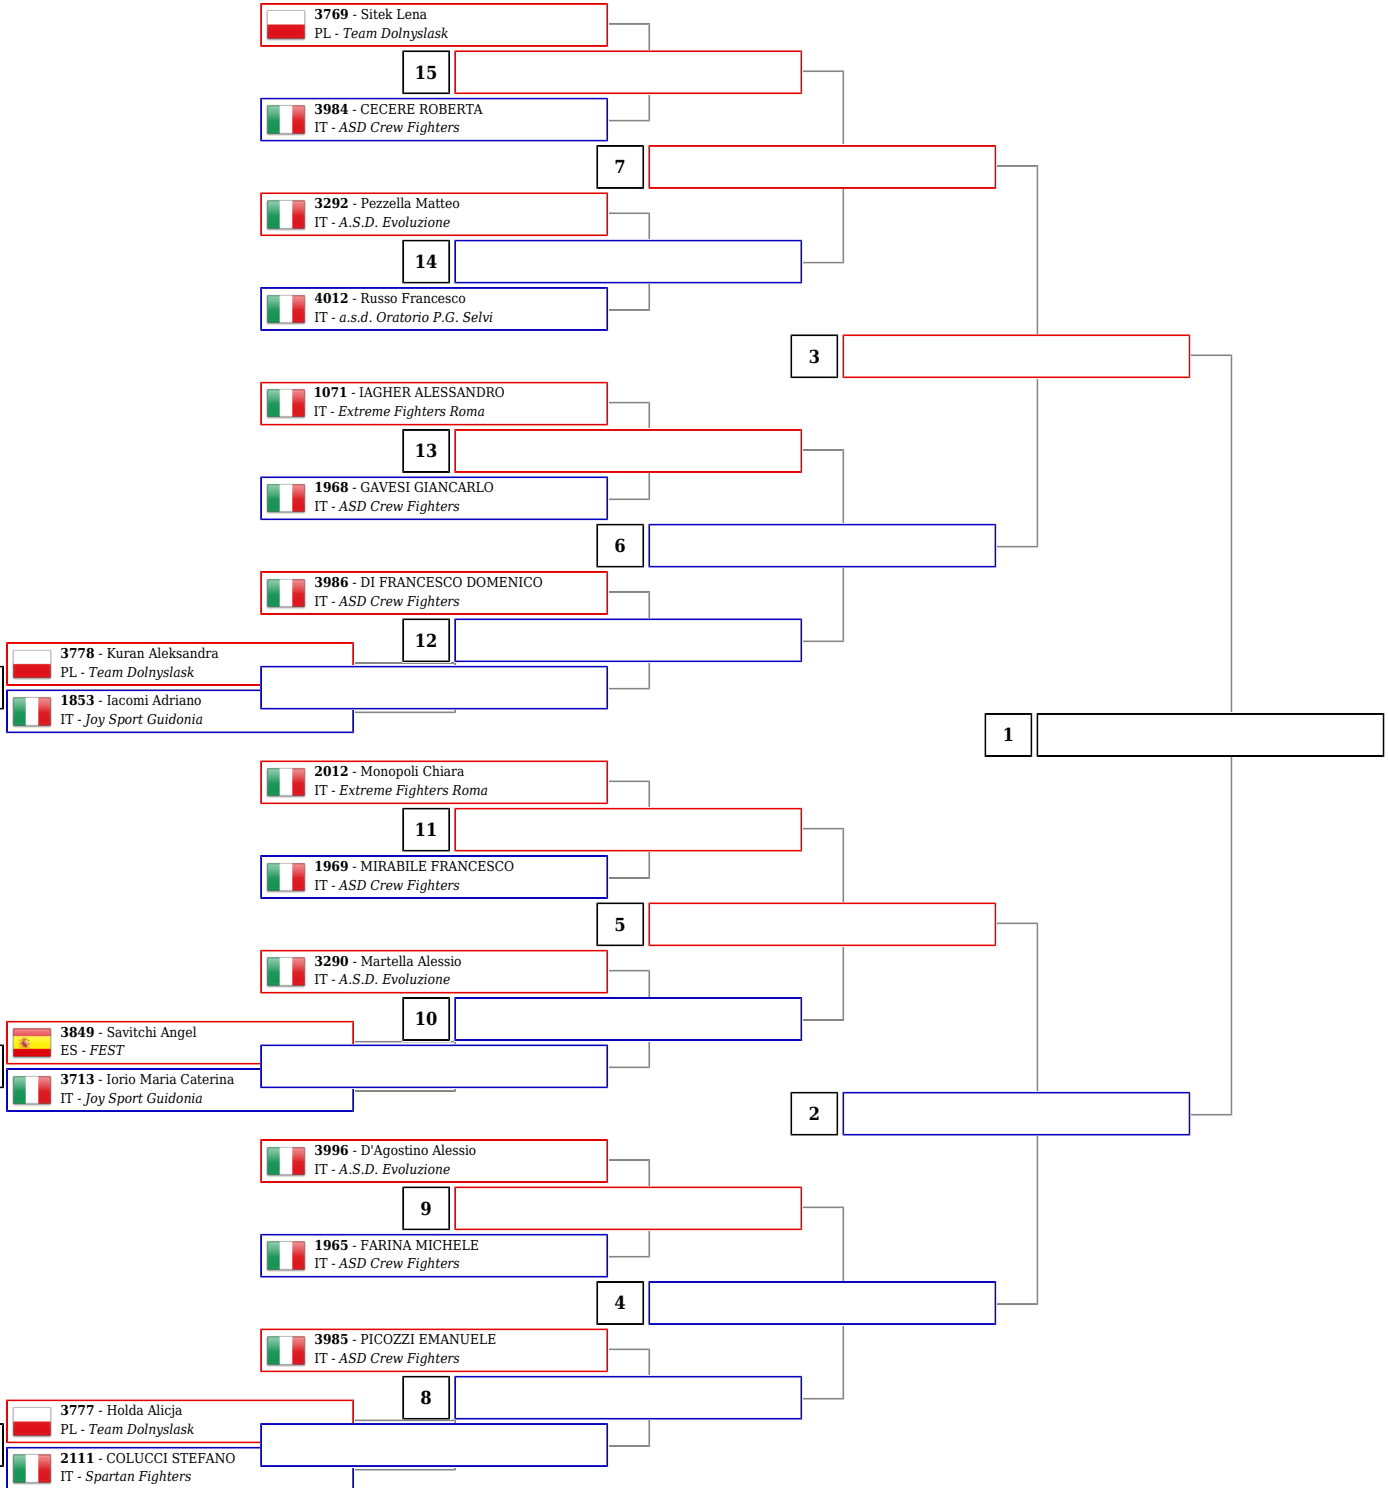 3769 - Sitek Lena
PL - Team Dolnyslask
15
3984 - CECERE ROBERTA
IT - ASD Crew Fighters
7
3292 - Pezzella Matteo
IT - A.S.D. Evoluzione
14
4012 - Russo Francesco
IT - a.s.d. Oratorio P.G. Selvi
3
1071 - IAGHER ALESSANDRO
IT - Extreme Fighters Roma
13
1968 - GAVESI GIANCARLO
IT - ASD Crew Fighters
6
3986 - DI FRANCESCO DOMENICO
IT - ASD Crew Fighters
12
3778 - Kuran Aleksandra
PL - Team Dolnyslask
1853 - Iacomi Adriano
IT - Joy Sport Guidonia
1
2012 - Monopoli Chiara
IT - Extreme Fighters Roma
11
1969 - MIRABILE FRANCESCO
IT - ASD Crew Fighters
5
3290 - Martella Alessio
IT - A.S.D. Evoluzione
10
3849 - Savitchi Angel
ES - FEST
3713 - Iorio Maria Caterina
IT - Joy Sport Guidonia
2
3996 - D'Agostino Alessio
IT - A.S.D. Evoluzione
9
1965 - FARINA MICHELE
IT - ASD Crew Fighters
4
3985 - PICOZZI EMANUELE
IT - ASD Crew Fighters
8
3777 - Holda Alicja
PL - Team Dolnyslask
2111 - COLUCCI STEFANO
IT - Spartan Fighters